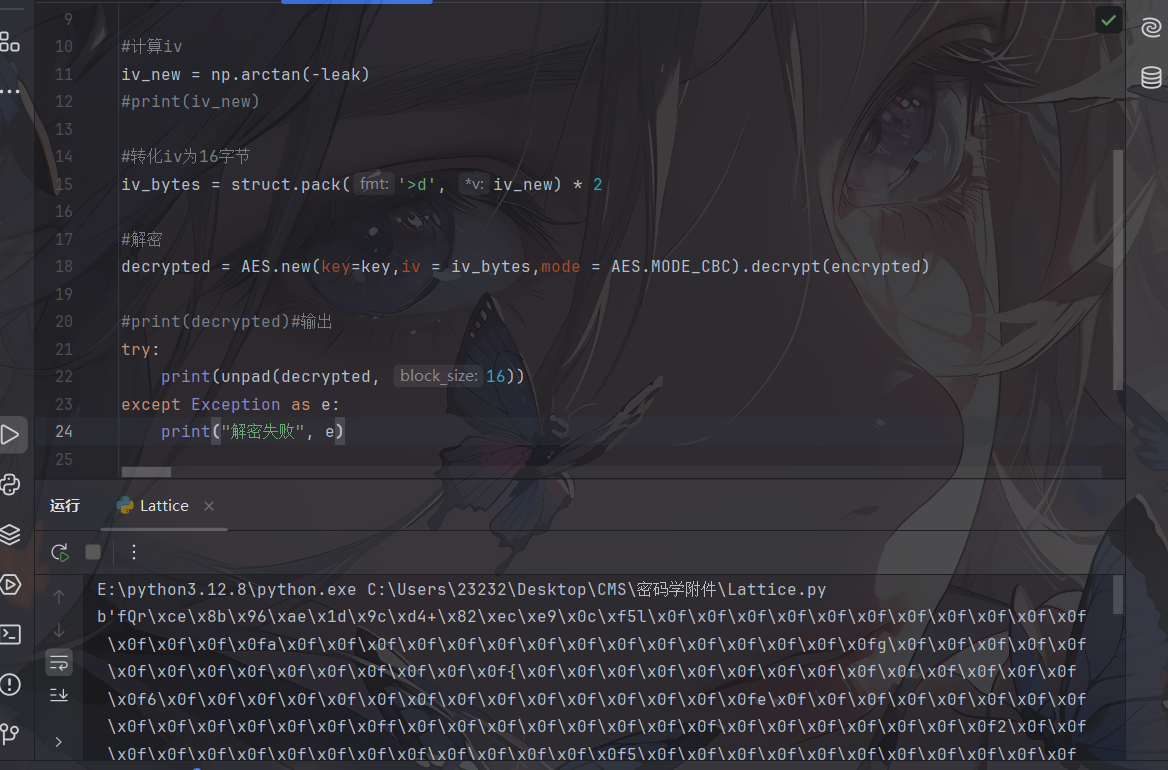 9
10 #计算iv
11 iv_new = np.arctan(-leak)
12 #print(iv_new)
13
14 #转化iv为16字节
15 iv_bytes = struct.pack( fmt: '>d', *v: iv_new) * 2
16
17 #解密
18 decrypted = AES.new(key=key,iv = iv_bytes,mode = AES.MODE_CBC).decrypt(encrypted)
19
20 #print(decrypted)#输出
21 try:
22 print(unpad(decrypted, block_size: 16))
23 except Exception as e:
24 print("解密失败", e)
25
运行 Lattice ×
E:\python3.12.8\python.exe C:\Users\23232\Desktop\CMS\密码学附件\Lattice.py
b'fQr\xce\x8b\x96\xae\x1d\x9c\xd4+\x82\xec\xe9\x0c\xf5l\x0f\x0f\x0f\x0f\x0f\x0f\x0f\x0f\x0f\x0f
\x0f\x0f\x0f\x0fa\x0f\x0f\x0f\x0f\x0f\x0f\x0f\x0f\x0f\x0f\x0f\x0f\x0f\x0f\x0fg\x0f\x0f\x0f\x0f\x0f
\x0f\x0f\x0f\x0f\x0f\x0f\x0f\x0f\x0f\x0f{\x0f\x0f\x0f\x0f\x0f\x0f\x0f\x0f\x0f\x0f\x0f\x0f\x0f\x0f
\x0f6\x0f\x0f\x0f\x0f\x0f\x0f\x0f\x0f\x0f\x0f\x0f\x0f\x0f\x0f\x0fe\x0f\x0f\x0f\x0f\x0f\x0f\x0f\x0f
\x0f\x0f\x0f\x0f\x0f\x0f\x0ff\x0f\x0f\x0f\x0f\x0f\x0f\x0f\x0f\x0f\x0f\x0f\x0f\x0f\x0f\x0f2\x0f\x0f
\x0f\x0f\x0f\x0f\x0f\x0f\x0f\x0f\x0f\x0f\x0f\x0f\x0f5\x0f\x0f\x0f\x0f\x0f\x0f\x0f\x0f\x0f\x0f\x0f